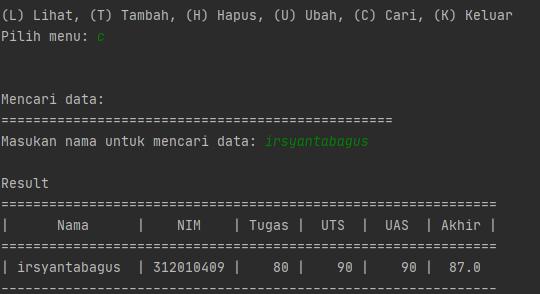 (L) Lihat, (T) Tambah, (H) Hapus, (U) Ubah, (C) Cari, (K) Keluar
Pilih menu: c
Mencari data:
=================================================
Masukan nama untuk mencari data: irsyantabagus
Result
==============================================================
|      Nama      |    NIM    | Tugas |  UTS  |  UAS  | Akhir |
==============================================================
| irsyantabagus  | 312010409 |    80 |    90 |    90 |  87.0
--------------------------------------------------------------